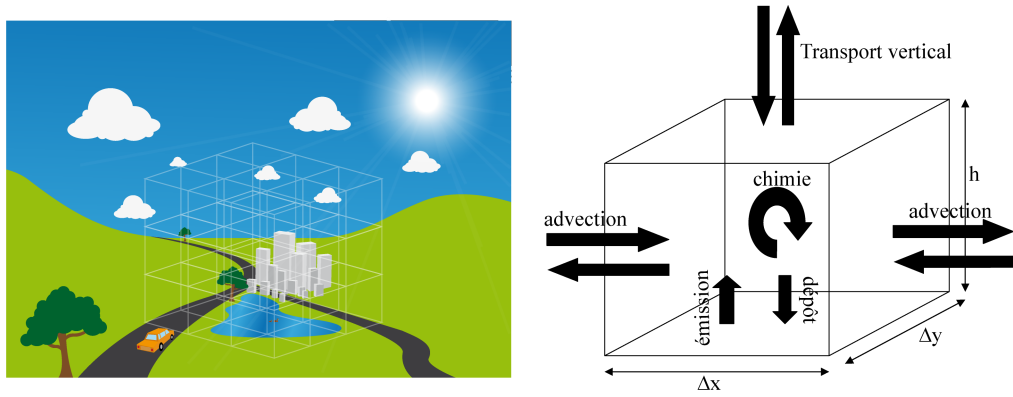 Transport vertical
chimie
advection
advection
h
émission
dépôt
Δy
Δx